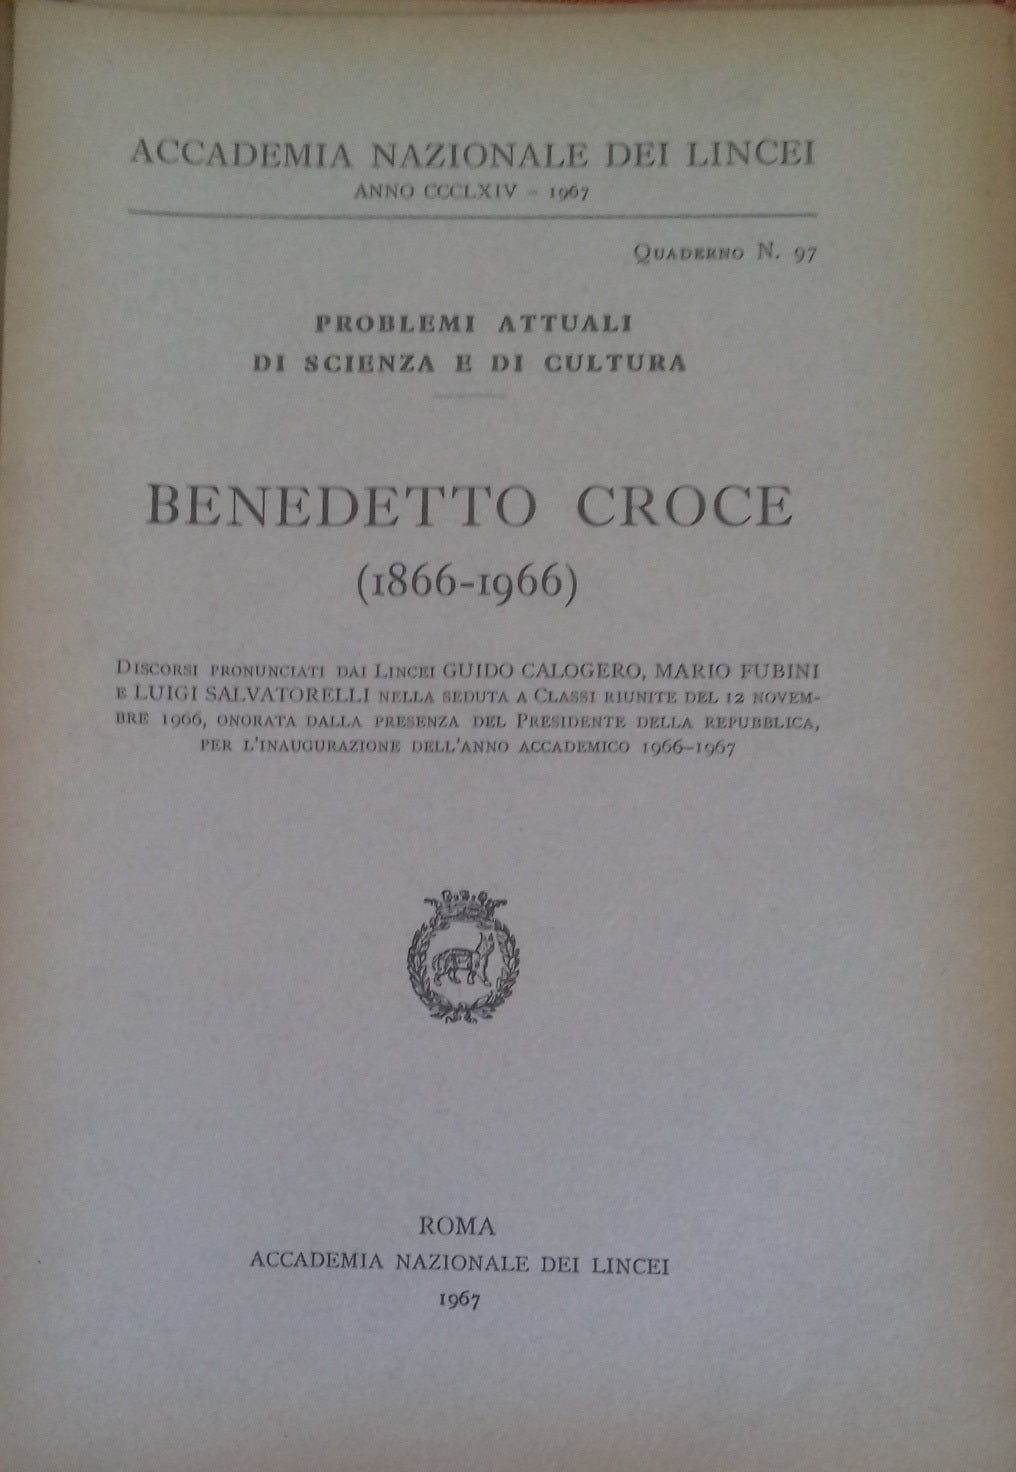 ACCADEMIA NAZIONALE DEI LINCEI
ANNO CCCLXIV – 1967
QUADERNO N. 97
PROBLEMI ATTUALI
DI SCIENZA E DI CULTURA
BENEDETTO CROCE
(1866-1966)
DISCORSI PRONUNCIATI DAI LINCEI GUIDO CALOGERO, MARIO FUBINI
E LUIGI SALVATORELLI NELLA SEDUTA A CLASSI RIUNITE DEL 12 NOVEM-
BRE 1966, ONORATA DALLA PRESENZA DEL PRESIDENTE DELLA REPUBBLICA,
PER L'INAUGURAZIONE DELL'ANNO ACCADEMICO 1966–1967
ROMA
ACCADEMIA NAZIONALE DEI LINCEI
1967